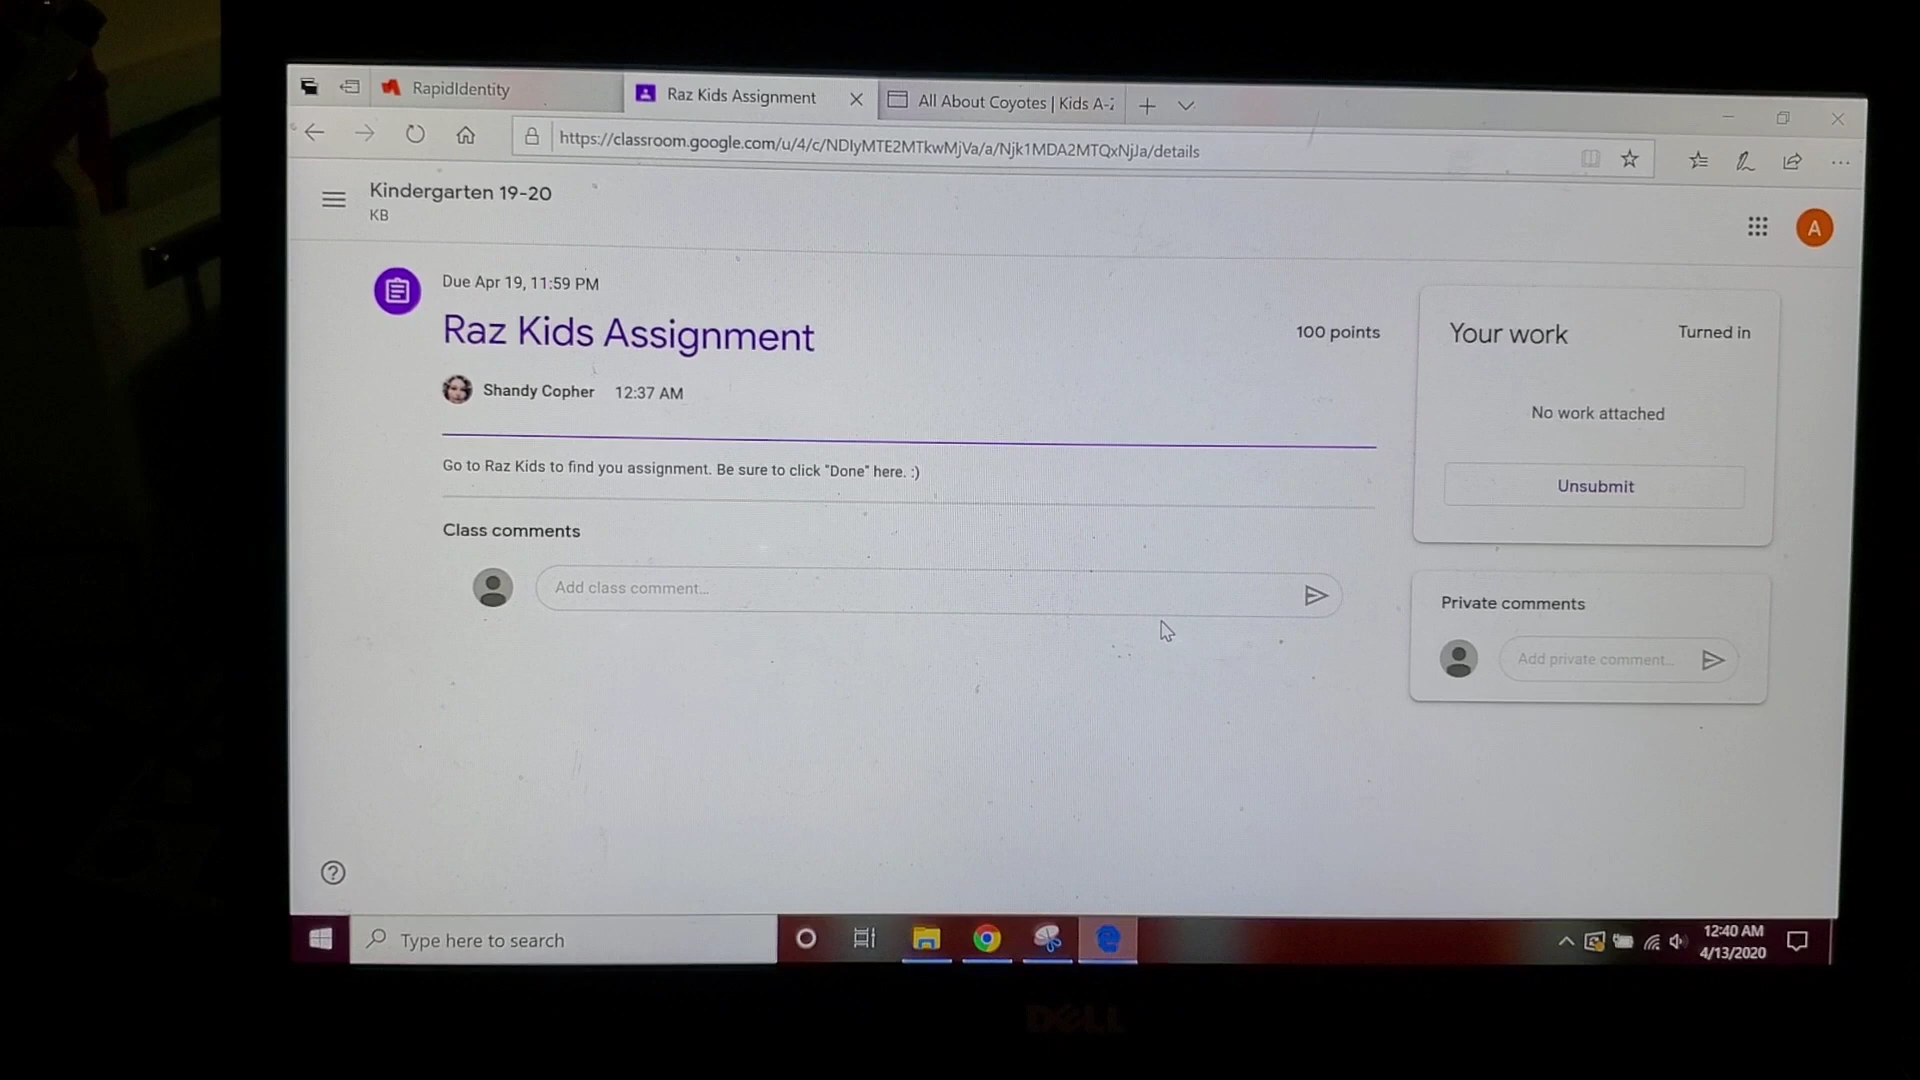 RapidIdentity
Raz Kids Assignment
All About Coyotes | Kids A-Z
https://classroom.google.com/u/4/c/NDIyMTE2MTkwMjVa/a/Njk1MDA2MTQxNjJa/details
Kindergarten 19-20
KB
A
Due Apr 19, 11:59 PM
Raz Kids Assignment
100 points
Shandy Copher 12:37 AM
Go to Raz Kids to find you assignment. Be sure to click "Done" here. :)
Class comments
Add class comment...
Your work
Turned in
No work attached
Unsubmit
Private comments
Add private comment...
Type here to search
12:40 AM
4/13/2020
DELL